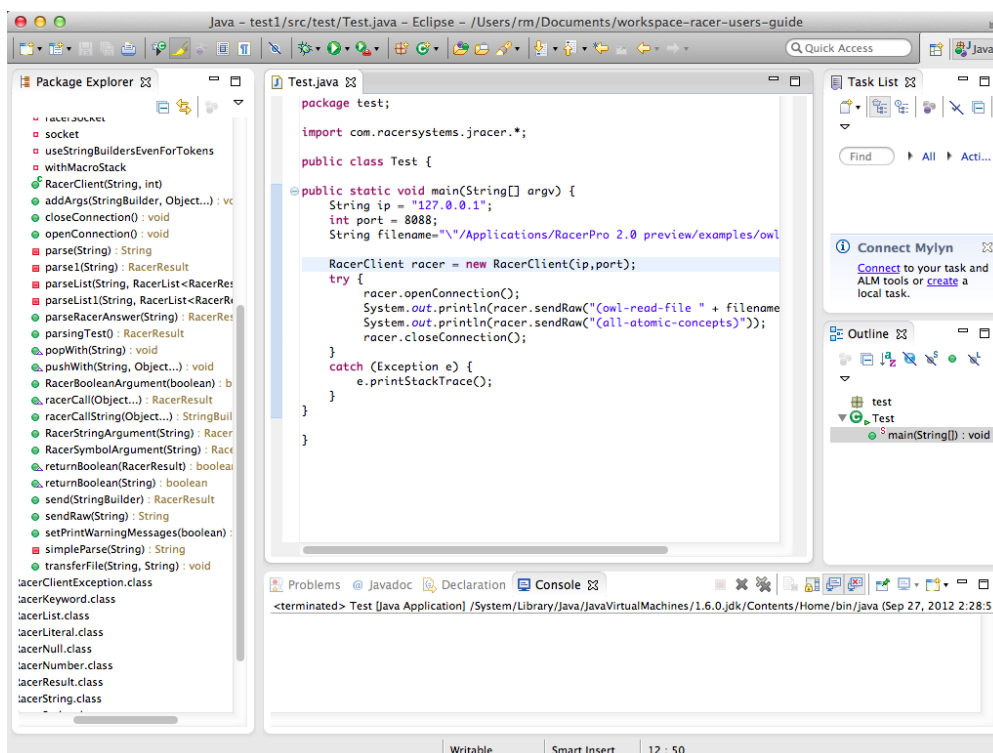 Java – test1/src/test/Test.java – Eclipse – /Users/rm/Documents/workspace-racer-users-guide
Quick Access
Java
Package Explorer
racerSocket
socket
useStringBuildersEvenForTokens
withMacroStack
RacerClient(String, int)
addArgs(StringBuilder, Object...) : vo
closeConnection() : void
openConnection() : void
parse(String) : String
parse1(String) : RacerResult
parseList(String, RacerList<RacerRes
parseList1(String, RacerList<RacerRe
parseRacerAnswer(String) : RacerRes
parsingTest() : RacerResult
popWith(String) : void
pushWith(String, Object...) : void
RacerBooleanArgument(boolean) : b
racerCall(Object...) : RacerResult
racerCallString(Object...) : StringBuil
RacerStringArgument(String) : Racer
RacerSymbolArgument(String) : Race
returnBoolean(RacerResult) : boolea
returnBoolean(String) : boolean
send(StringBuilder) : RacerResult
sendRaw(String) : String
setPrintWarningMessages(boolean) :
simpleParse(String) : String
transferFile(String, String) : void
acerClientException.class
acerKeyword.class
acerList.class
acerLiteral.class
acerNull.class
acerNumber.class
acerResult.class
acerString.class
Test.java
package test;
import com.racersystems.jracer.*;
public class Test {
public static void main(String[] argv) {
String ip = "127.0.0.1";
int port = 8088;
String filename="\"/Applications/RacerPro 2.0 preview/examples/owl
RacerClient racer = new RacerClient(ip,port);
try {
racer.openConnection();
System.out.println(racer.sendRaw("(owl-read-file " + filename
System.out.println(racer.sendRaw("(all-atomic-concepts)"));
racer.closeConnection();
}
catch (Exception e) {
e.printStackTrace();
}
}
}
Task List
Find
All
Acti...
Connect Mylyn
Connect to your task and
ALM tools or create a
local task.
Outline
test
Test
main(String[]) : void
Problems @ Javadoc Declaration Console
<terminated> Test [Java Application] /System/Library/Java/JavaVirtualMachines/1.6.0.jdk/Contents/Home/bin/java (Sep 27, 2012 2:28:5
Writable
Smart Insert
12 : 50